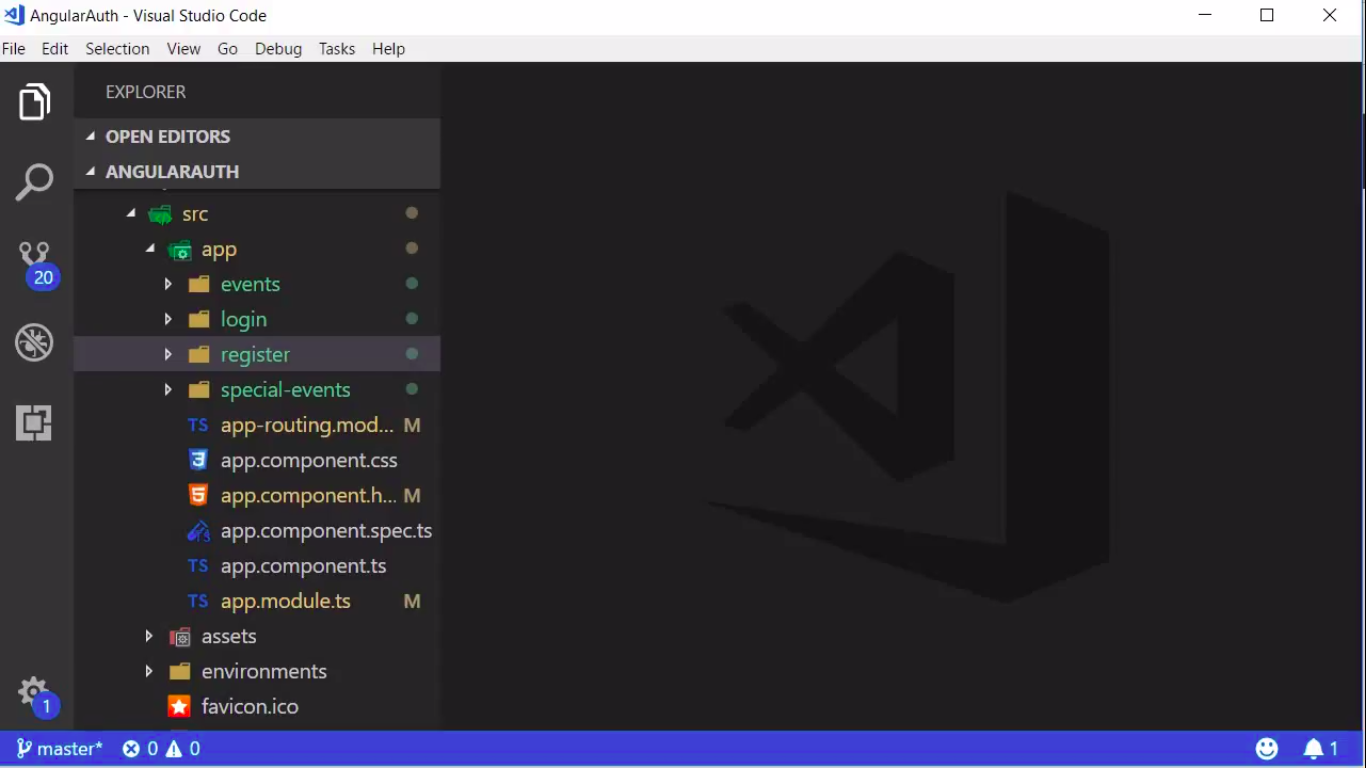 AngularAuth - Visual Studio Code
File Edit Selection View Go Debug Tasks Help
EXPLORER
OPEN EDITORS
ANGULARAUTH
src
app
events
20
login
register
special-events
TS app-routing.mod... M
3 app.component.css
5 app.component.h... M
app.component.spec.ts
TS app.component.ts
TS app.module.ts M
assets
environments
1
favicon.ico
master* 0 0 1